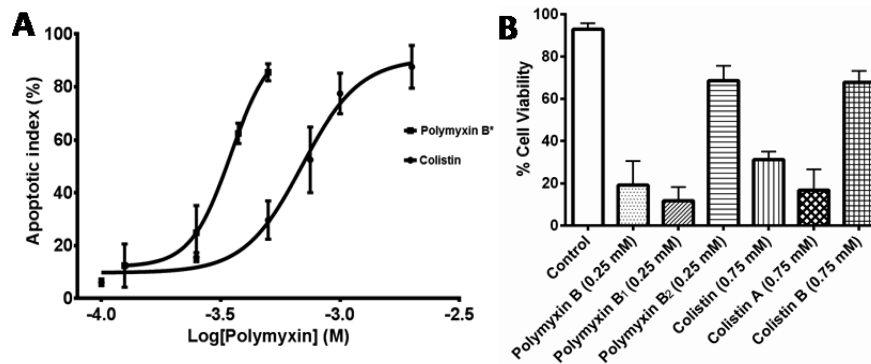 A
Apoptotic index (%)
100
80
60
40
20
0
-4.0
-3.5
-3.0
-2.5
Log[Polymyxin] (M)
Polymyxin B*
Colistin
B
% Cell Viability
100
80
60
40
20
0
Control
Polymyxin B (0.25 mM)
Polymyxin B₁ (0.25 mM)
Polymyxin B₂ (0.25 mM)
Colistin (0.75 mM)
Colistin A (0.75 mM)
Colistin B (0.75 mM)